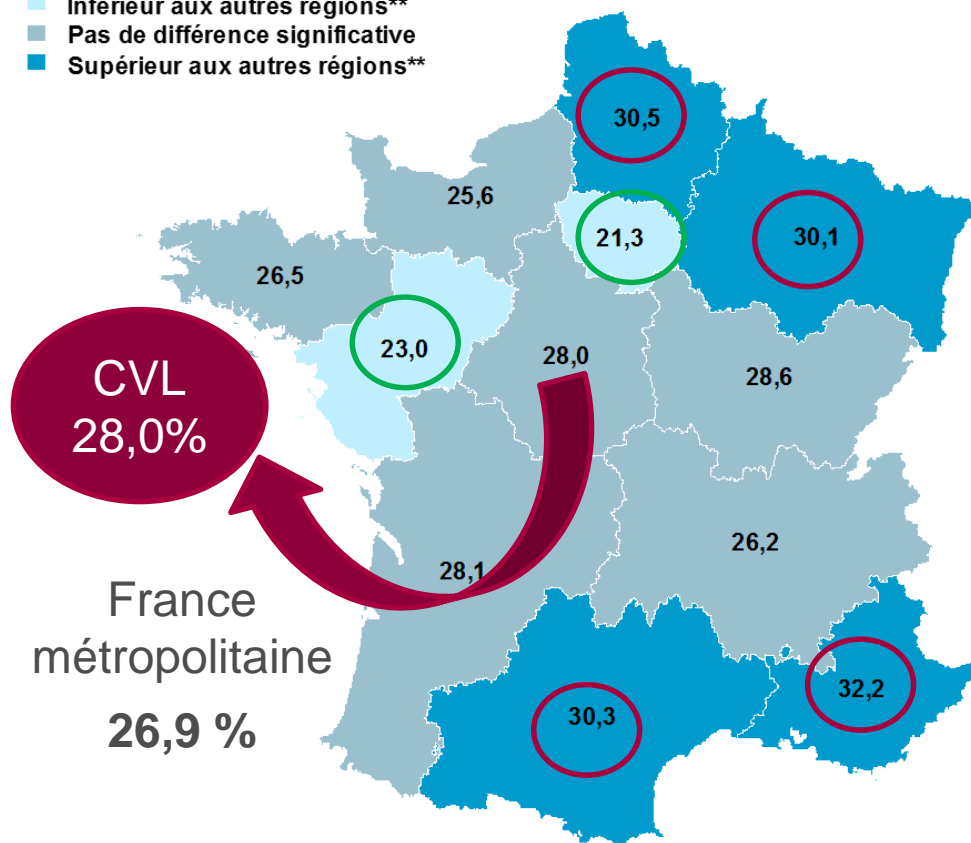 Inférieur aux autres régions**
Pas de différence significative
Supérieur aux autres régions**
30,5
25,6
21,3
30,1
26,5
23,0
28,0
28,6
CVL
28,0%
26,2
28,1
France
métropolitaine
26,9 %
30,3
32,2